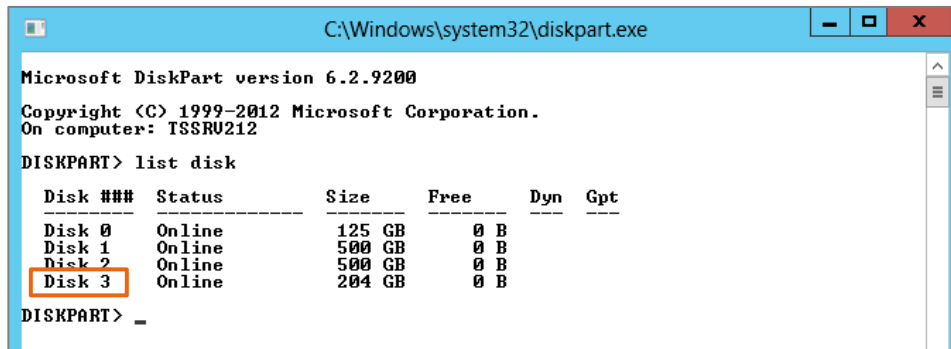 C:\Windows\system32\diskpart.exe
Microsoft DiskPart version 6.2.9200
Copyright (C) 1999-2012 Microsoft Corporation.
On computer: TSSRV212
DISKPART> list disk
Disk ### Status Size Free Dyn Gpt
-------- ------------- ------- ------- --- ---
Disk 0 Online 125 GB 0 B
Disk 1 Online 500 GB 0 B
Disk 2 Online 500 GB 0 B
Disk 3 Online 204 GB 0 B
DISKPART> _